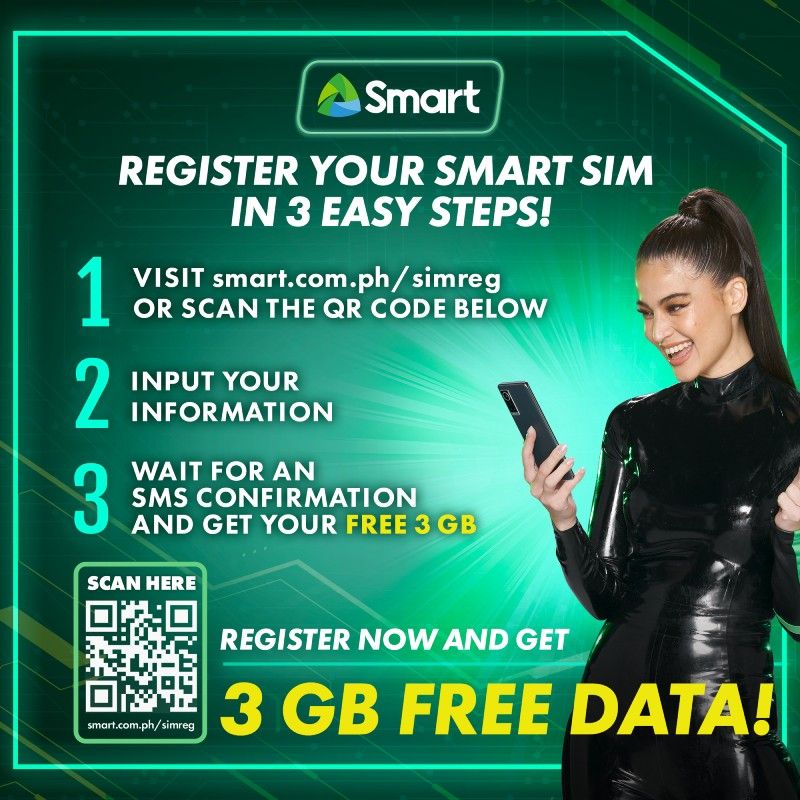 Smart
REGISTER YOUR SMART SIM
IN 3 EASY STEPS!
1
VISIT smart.com.ph/simreg
OR SCAN THE QR CODE BELOW
2
INPUT YOUR
INFORMATION
3
WAIT FOR AN
SMS CONFIRMATION
AND GET YOUR FREE 3 GB
SCAN HERE
smart.com.ph/simreg
REGISTER NOW AND GET
3 GB FREE DATA!